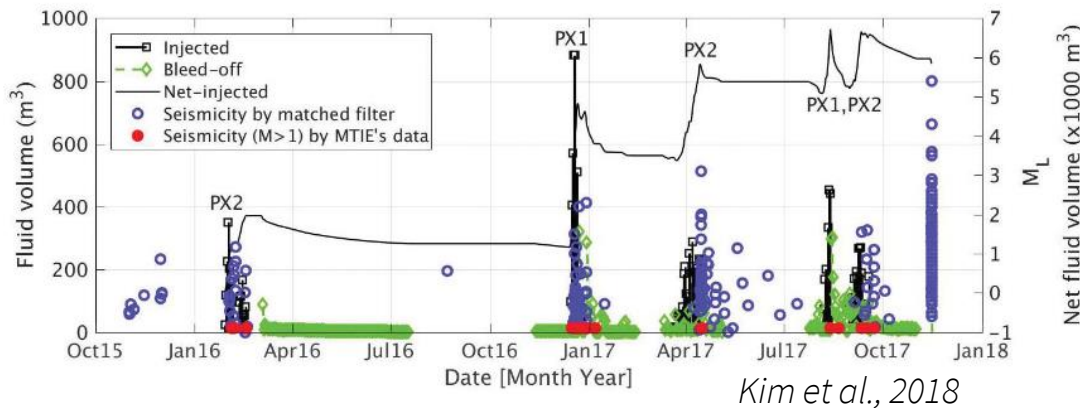 1000
800
600
400
200
0
Fluid volume (m³)
Injected
Bleed-off
Net-injected
Seismicity by matched filter
Seismicity (M>1) by MTIE's data
PX2
PX1
PX2
PX1,PX2
7
6
5
4
3
2
1
0
−1
M_L
Net fluid volume (x1000 m³)
Oct15 Jan16 Apr16 Jul16 Oct16 Jan17 Apr17 Jul17 Oct17 Jan18
Date [Month Year]
Kim et al., 2018